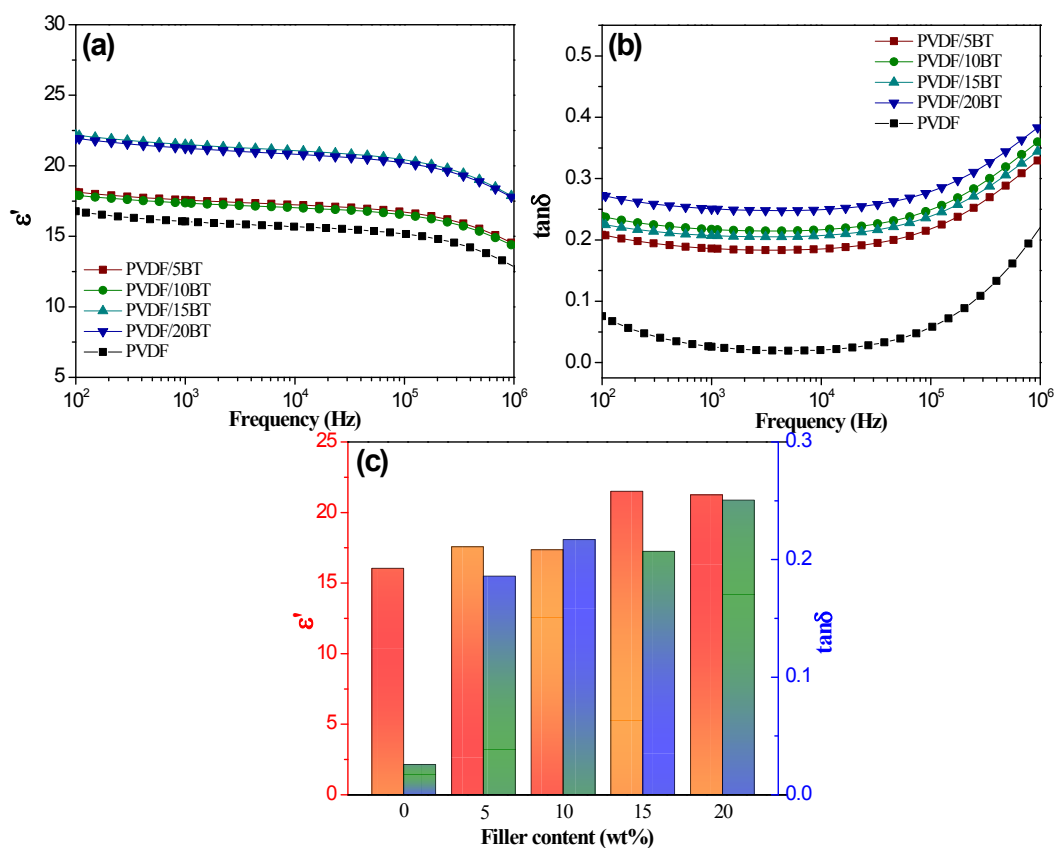 (a)
30
25
20
15
10
5
ε'
PVDF/5BT
PVDF/10BT
PVDF/15BT
PVDF/20BT
PVDF
10² 10³ 10⁴ 10⁵ 10⁶
Frequency (Hz)
(b)
0.5
0.4
0.3
0.2
0.1
0.0
tanδ
PVDF/5BT
PVDF/10BT
PVDF/15BT
PVDF/20BT
PVDF
10² 10³ 10⁴ 10⁵ 10⁶
Frequency (Hz)
(c)
25
20
15
10
5
0
ε'
0.3
0.2
0.1
0.0
tanδ
0 5 10 15 20
Filler content (wt%)